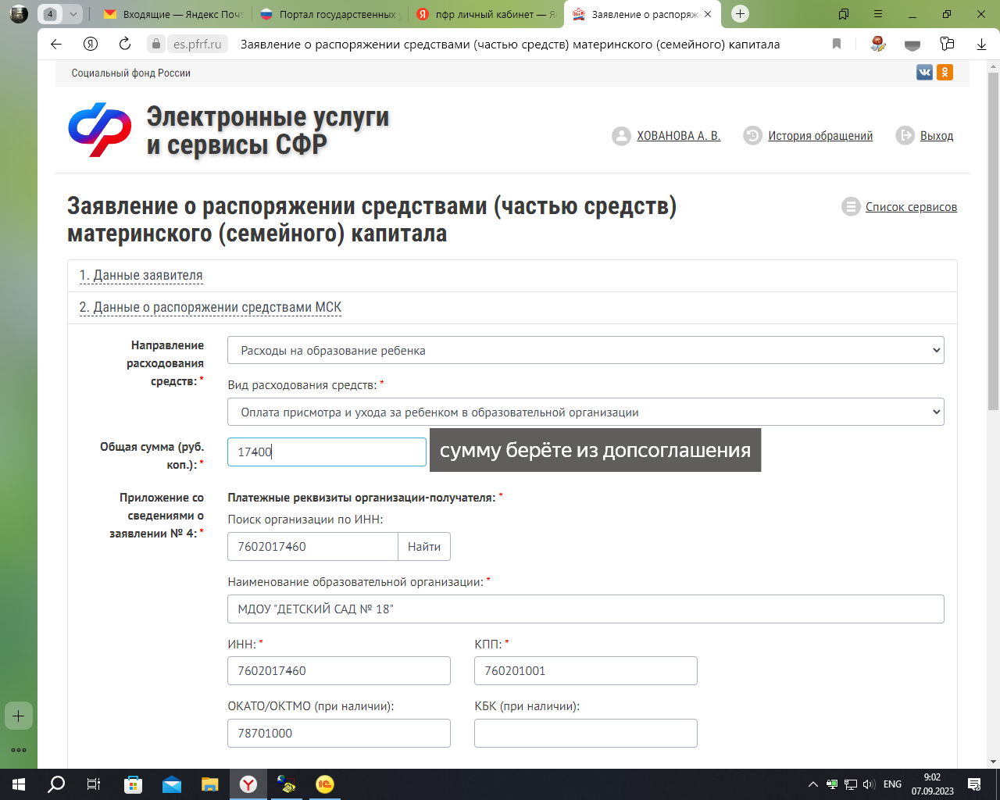 4
Входящие — Яндекс Почт
Портал государственных у
пфр личный кабинет — Я
Заявление о распоряж
es.pfrf.ru
Заявление о распоряжении средствами (частью средств) материнского (семейного) капитала
Социальный фонд России
Электронные услуги
и сервисы СФР
ХОВАНОВА А. В.
История обращений
Выход
Заявление о распоряжении средствами (частью средств)
материнского (семейного) капитала
Список сервисов
1. Данные заявителя
2. Данные о распоряжении средствами МСК
Направление
расходования
средств: *
Расходы на образование ребенка
Вид расходования средств: *
Оплата присмотра и ухода за ребенком в образовательной организации
Общая сумма (руб.
коп.): *
17400
сумму берёте из допсоглашения
Приложение со
сведениями о
заявлении № 4: *
Платежные реквизиты организации-получателя: *
Поиск организации по ИНН:
7602017460
Найти
Наименование образовательной организации: *
МДОУ "ДЕТСКИЙ САД № 18"
ИНН: *
КПП: *
7602017460
760201001
ОКАТО/ОКТМО (при наличии):
КБК (при наличии):
78701000
ENG
9:02
07.09.2023